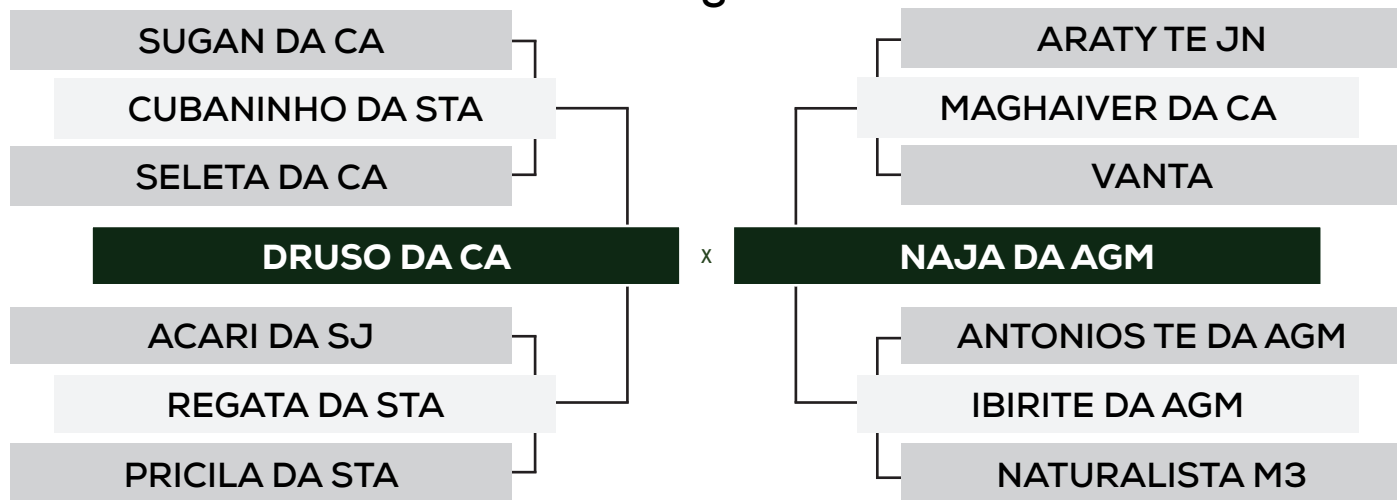 SUGAN DA CA
CUBANINHO DA STA
SELETA DA CA
DRUSO DA CA
ACARI DA SJ
REGATA DA STA
PRICILA DA STA
x
ARATY TE JN
MAGHAIVER DA CA
VANTA
NAJA DA AGM
ANTONIOS TE DA AGM
IBIRITE DA AGM
NATURALISTA M3